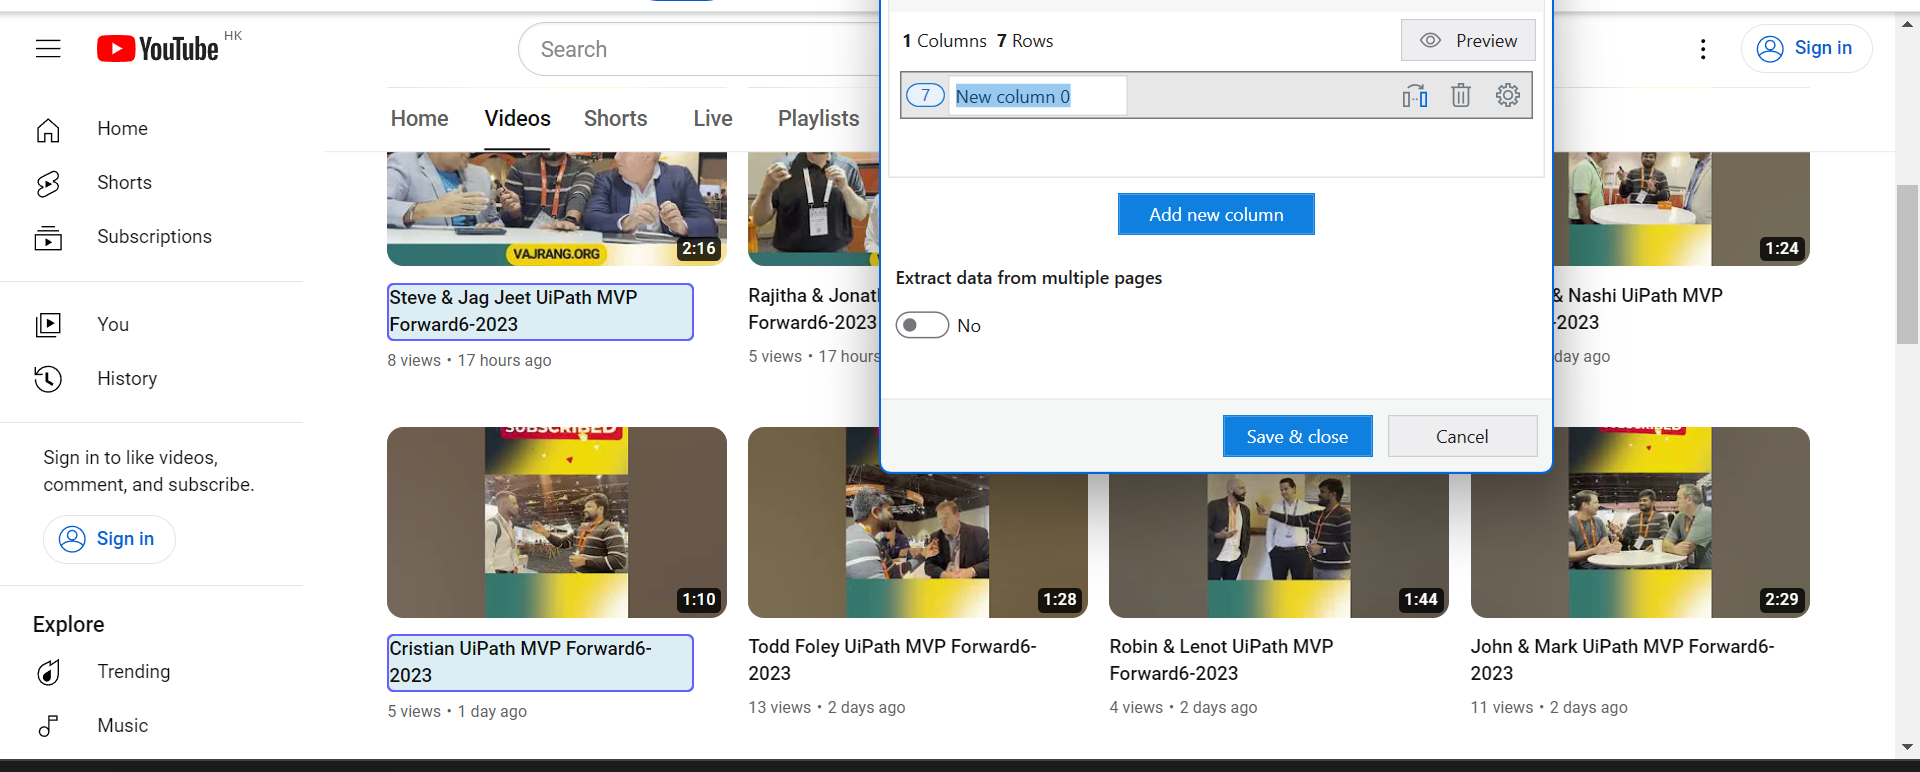 YouTube HK
Search
Sign in
Home
Shorts
Subscriptions
You
History
Sign in to like videos,
comment, and subscribe.
Sign in
Explore
Trending
Music
Home Videos Shorts Live Playlists
VAJRANG.ORG
2:16
Steve & Jag Jeet UiPath MVP
Forward6-2023
8 views • 17 hours ago
Rajitha & Jonat
Forward6-2023
5 views • 17 hours
1:24
& Nashi UiPath MVP
-2023
day ago
1 Columns 7 Rows
Preview
7 New column 0
Add new column
Extract data from multiple pages
No
Save & close
Cancel
SUBSCRIBED
1:10
Cristian UiPath MVP Forward6-
2023
5 views • 1 day ago
1:28
Todd Foley UiPath MVP Forward6-
2023
13 views • 2 days ago
1:44
Robin & Lenot UiPath MVP
Forward6-2023
4 views • 2 days ago
SUBSCRIBED
2:29
John & Mark UiPath MVP Forward6-
2023
11 views • 2 days ago